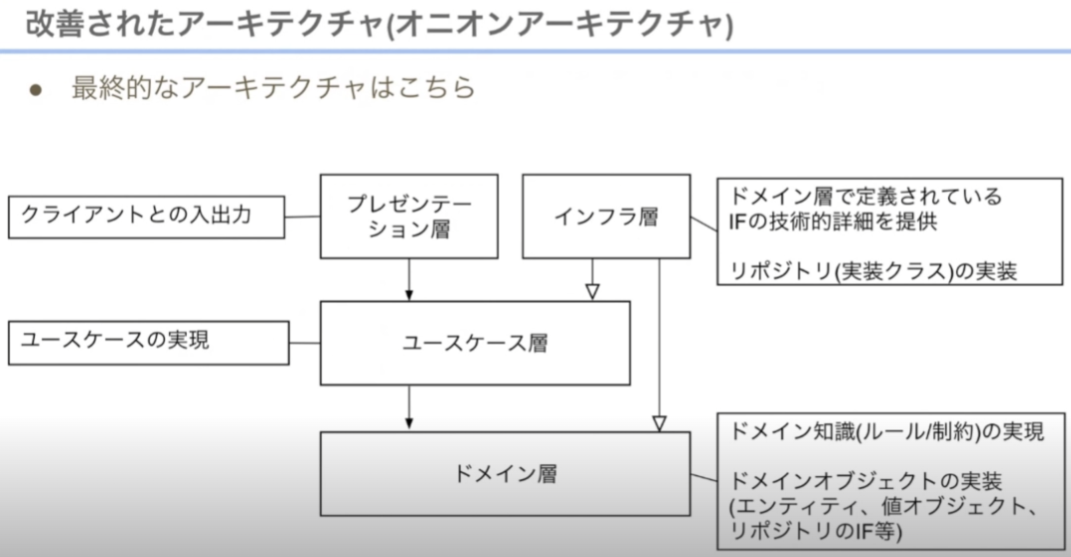 改善されたアーキテクチャ(オニオンアーキテクチャ)
● 最終的なアーキテクチャはこちら
クライアントとの入出力
プレゼンテー
ション層
インフラ層
ドメイン層で定義されている
IFの技術的詳細を提供
リポジトリ(実装クラス)の実装
ユースケースの実現
ユースケース層
ドメイン層
ドメイン知識(ルール/制約)の実現
ドメインオブジェクトの実装
(エンティティ、値オブジェクト、
リポジトリのIF等)